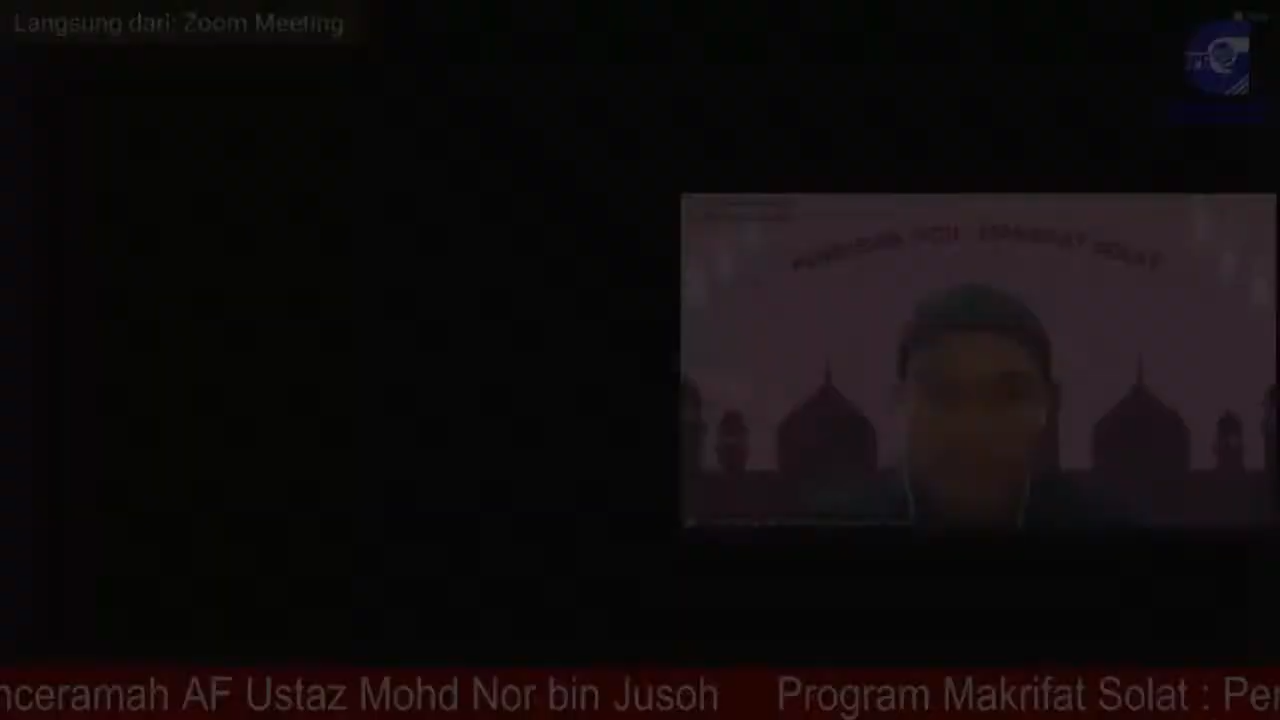 Langsung dari: Zoom Meeting
nceramah AF Ustaz Mohd Nor bin Jusoh Program Makrifat Solat : Pe